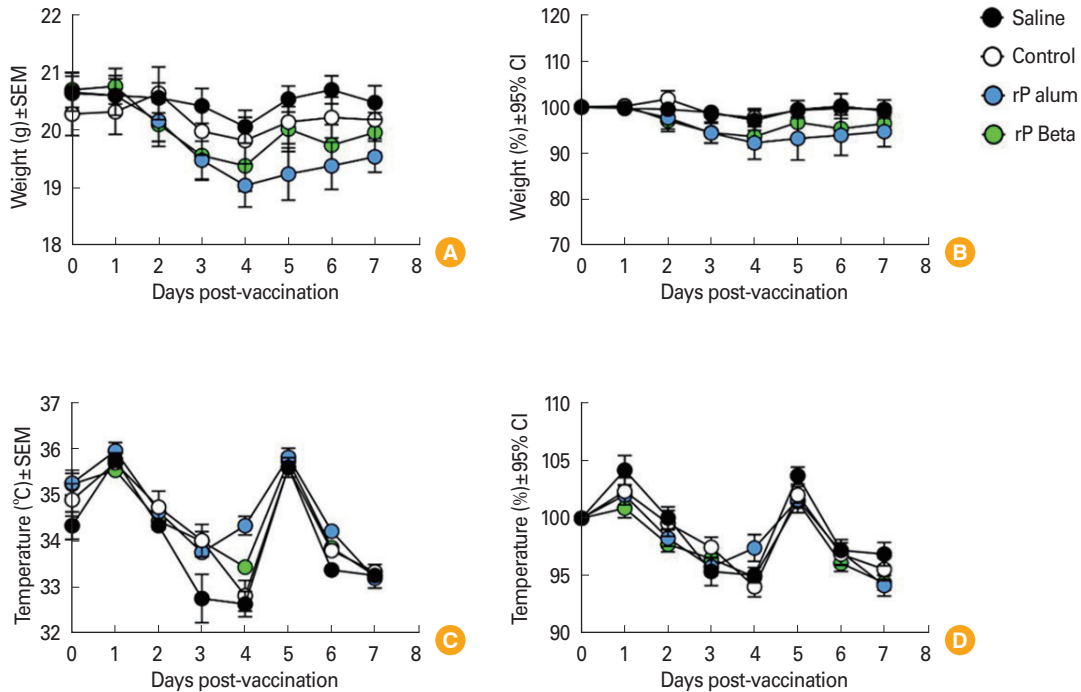 22
21
20
19
18
Weight (g)±SEM
0 1 2 3 4 5 6 7 8
Days post-vaccination
A
120
110
100
90
80
70
Weight (%)±95% CI
0 1 2 3 4 5 6 7 8
Days post-vaccination
B
Saline
Control
rP alum
rP Beta
37
36
35
34
33
32
Temperature (°C)±SEM
0 1 2 3 4 5 6 7 8
Days post-vaccination
C
110
105
100
95
90
Temperature (%)±95% CI
0 1 2 3 4 5 6 7 8
Days post-vaccination
D